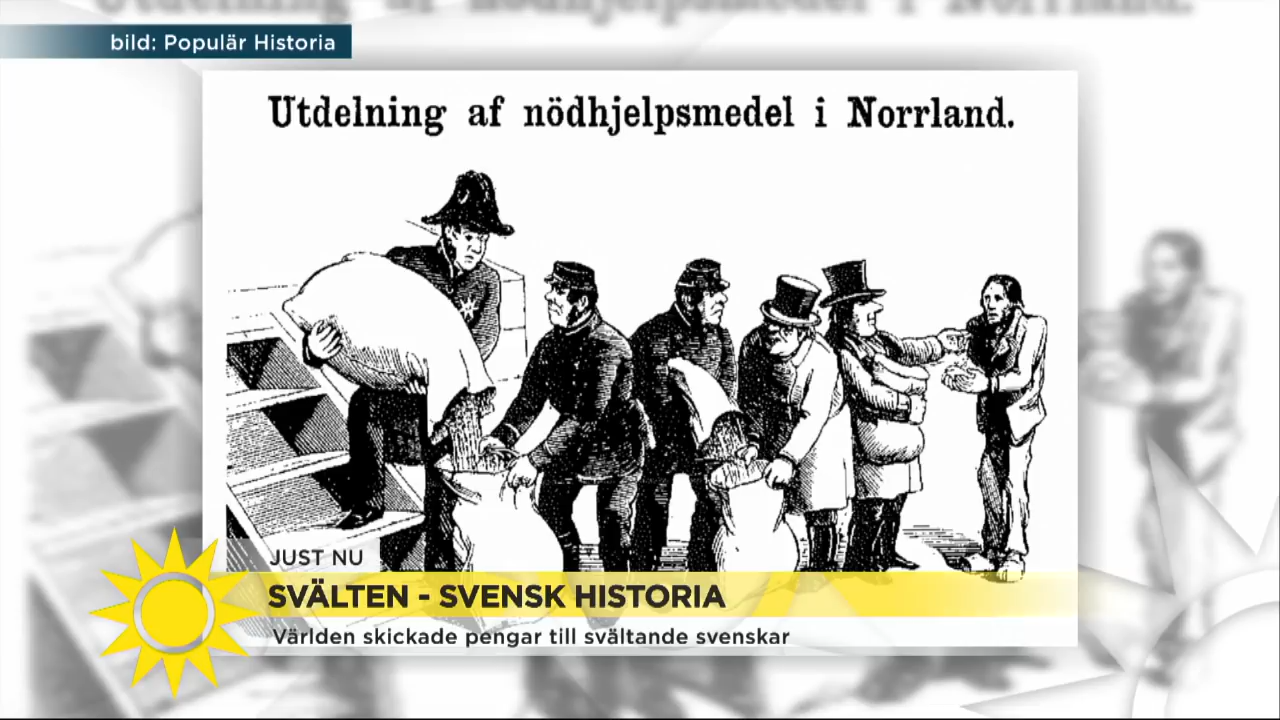 bild: Populär Historia
Utdelning af nödhjelpsmedel i Norrland.
JUST NU
SVÄLTEN - SVENSK HISTORIA
Världen skickade pengar till svältande svenskar